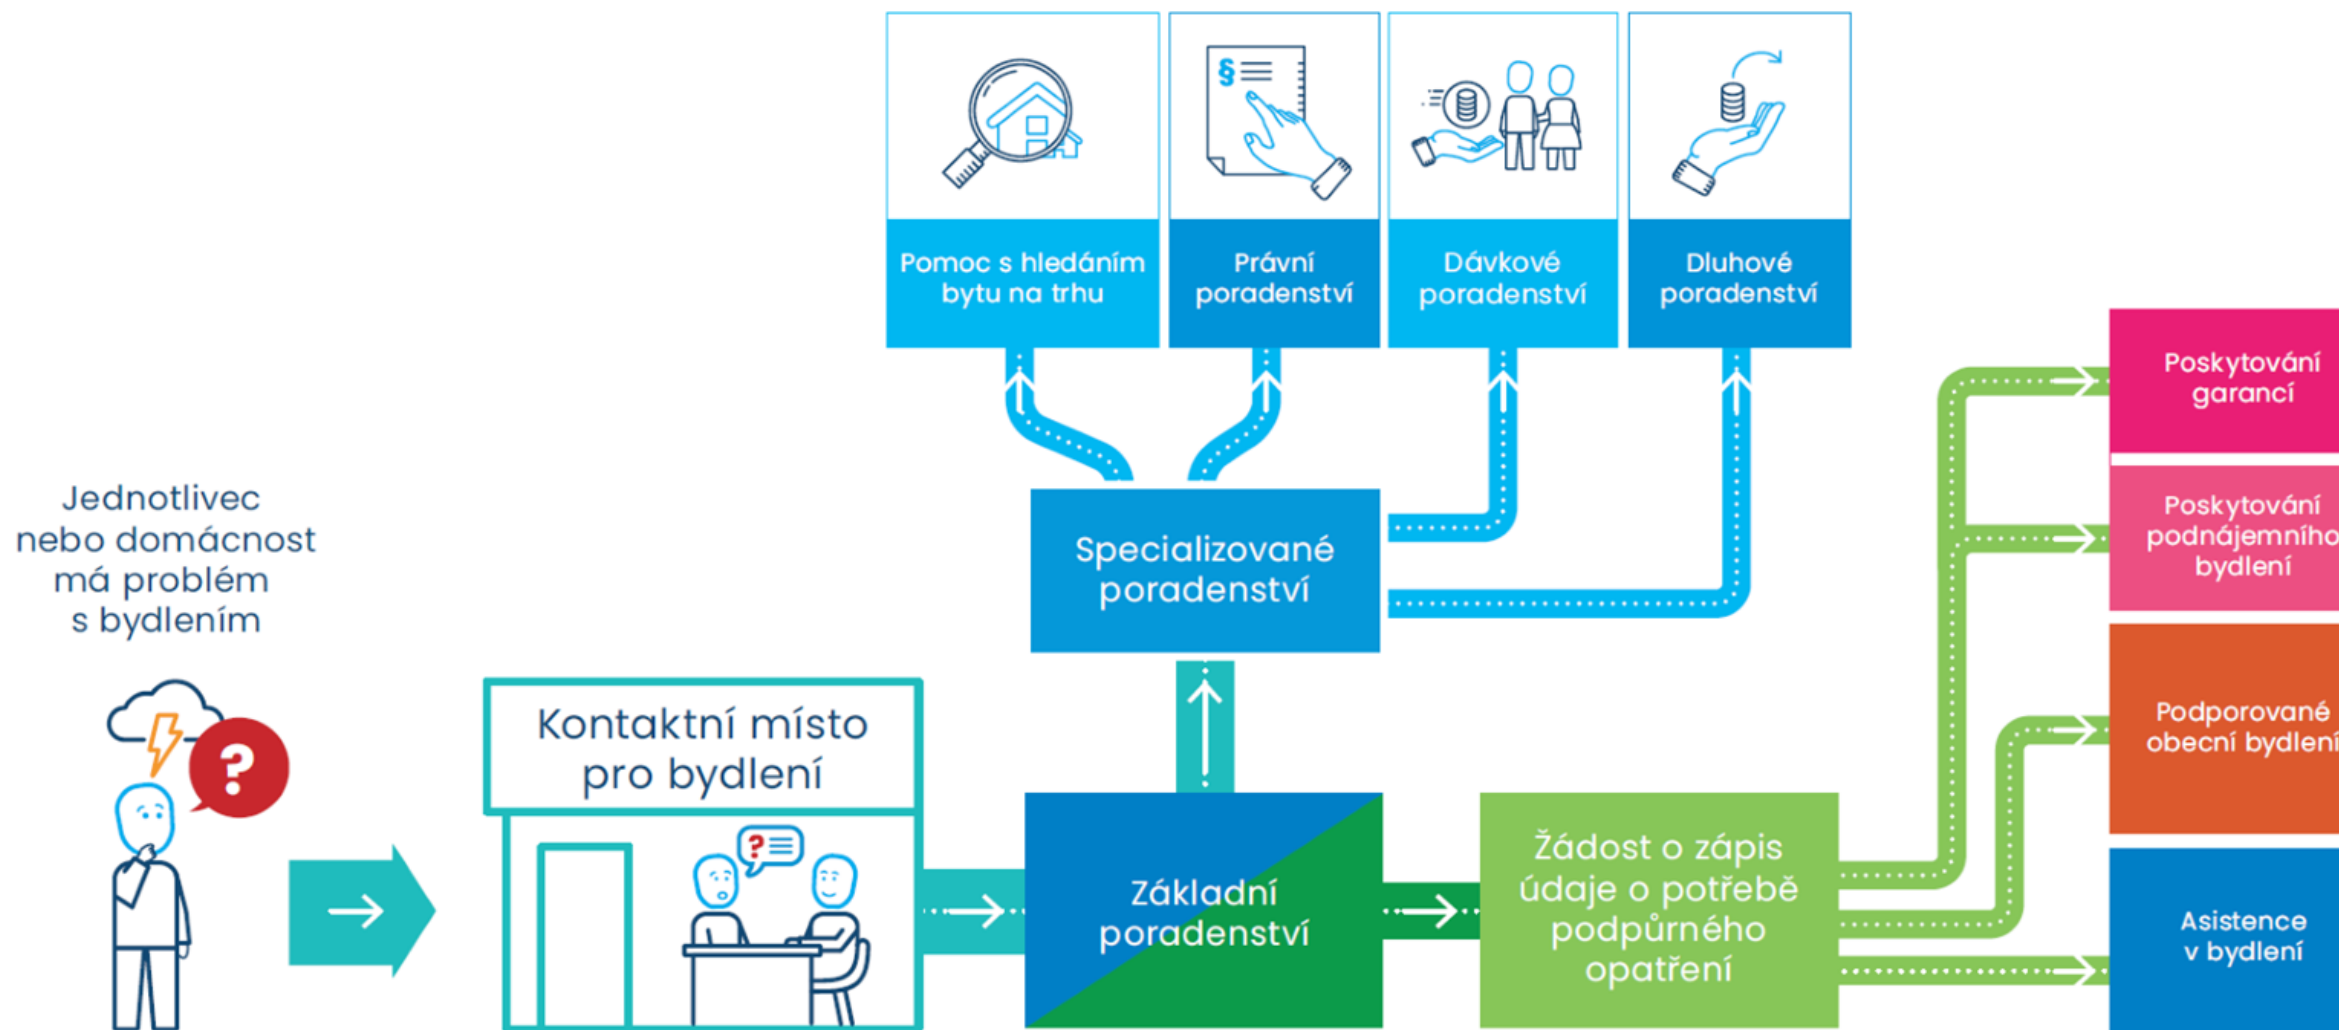 Jednotlivec
nebo domácnost
má problém
s bydlením
?
Kontaktní místo
pro bydlení
?
Základní
poradenství
Specializované
poradenství
§
Pomoc s hledáním
bytu na trhu
Právní
poradenství
Dávkové
poradenství
Dluhové
poradenství
Žádost o zápis
údaje o potřebě
podpůrného
opatření
Poskytování
garancí
Poskytování
podnájemního
bydlení
Podporované
obecní bydlení
Asistence
v bydlení